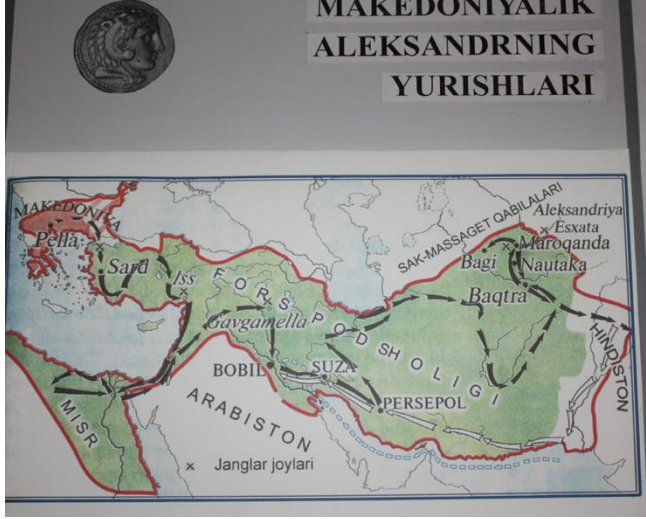 MAKEDONIYALIK
ALEKSANDRNING
YURISHLARI
MAKEDONIYA
Pella
Sard
Iss
FORS PODSHOLIGI
Gavgamella
SAK-MASSAGET QABILALARI
Aleksandriya
Esxata
Maroqanda
Bagi
Nautaka
Baqtra
HINDISTON
BOBIL
SUZA
PERSEPOL
MISR
ARABISTON
× Janglar joylari